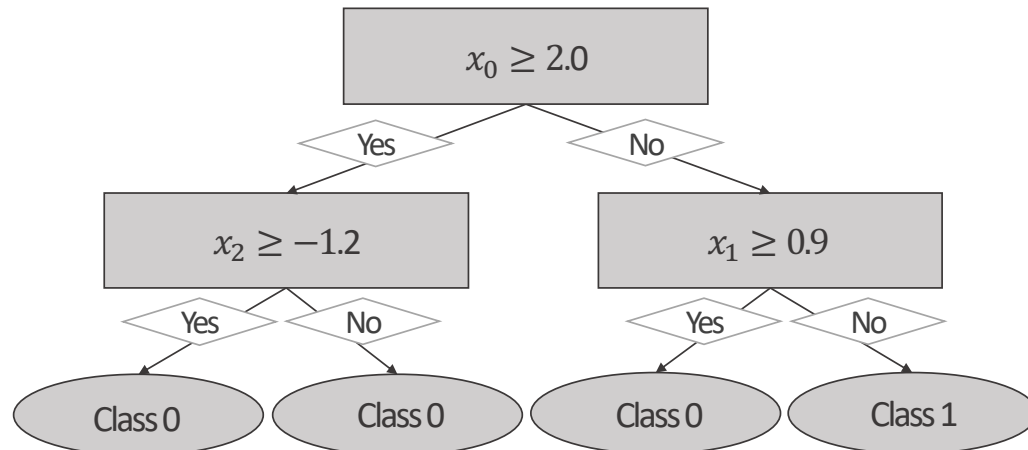 x₀ ≥ 2.0
Yes No
x₂ ≥ −1.2 x₁ ≥ 0.9
Yes No Yes No
Class 0 Class 0 Class 0 Class 1